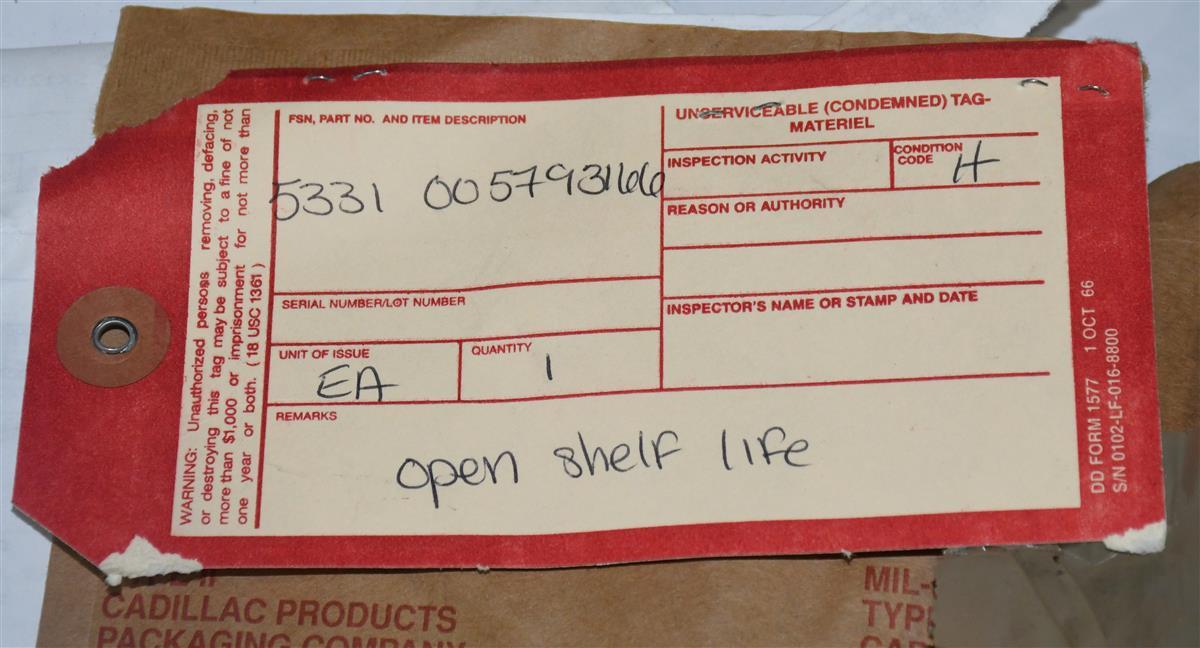 WARNING: Unauthorized persons removing, defacing,
or destroying this tag may be subject to a fine of not
more than $1,000 or imprisonment for not more than
one year or both. (18 USC 1361)
FSN, PART NO. AND ITEM DESCRIPTION
5331 005793166
SERIAL NUMBER/LOT NUMBER
UNIT OF ISSUE
EA
QUANTITY
1
UNSERVICEABLE (CONDEMNED) TAG-
MATERIEL
INSPECTION ACTIVITY
CONDITION
CODE
H
REASON OR AUTHORITY
INSPECTOR'S NAME OR STAMP AND DATE
REMARKS
open shelf life
DD FORM 1577 1 OCT 66
S/N 0102-LF-016-8800
CADILLAC PRODUCTS
PACKAGING COMPANY
MIL-
TYP